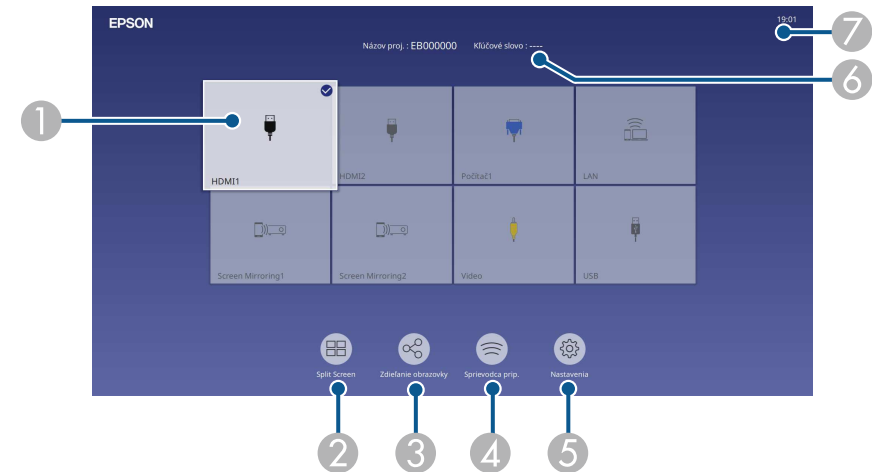 EPSON
19:01
7
Názov proj. : EB000000 Kľúčové slovo : ----
6
1
HDMI1
HDMI2
Počítač1
LAN
Screen Mirroring1
Screen Mirroring2
Video
USB
Split Screen
Zdieľanie obrazovky
Sprievodca prip.
Nastavenia
2
3
4
5